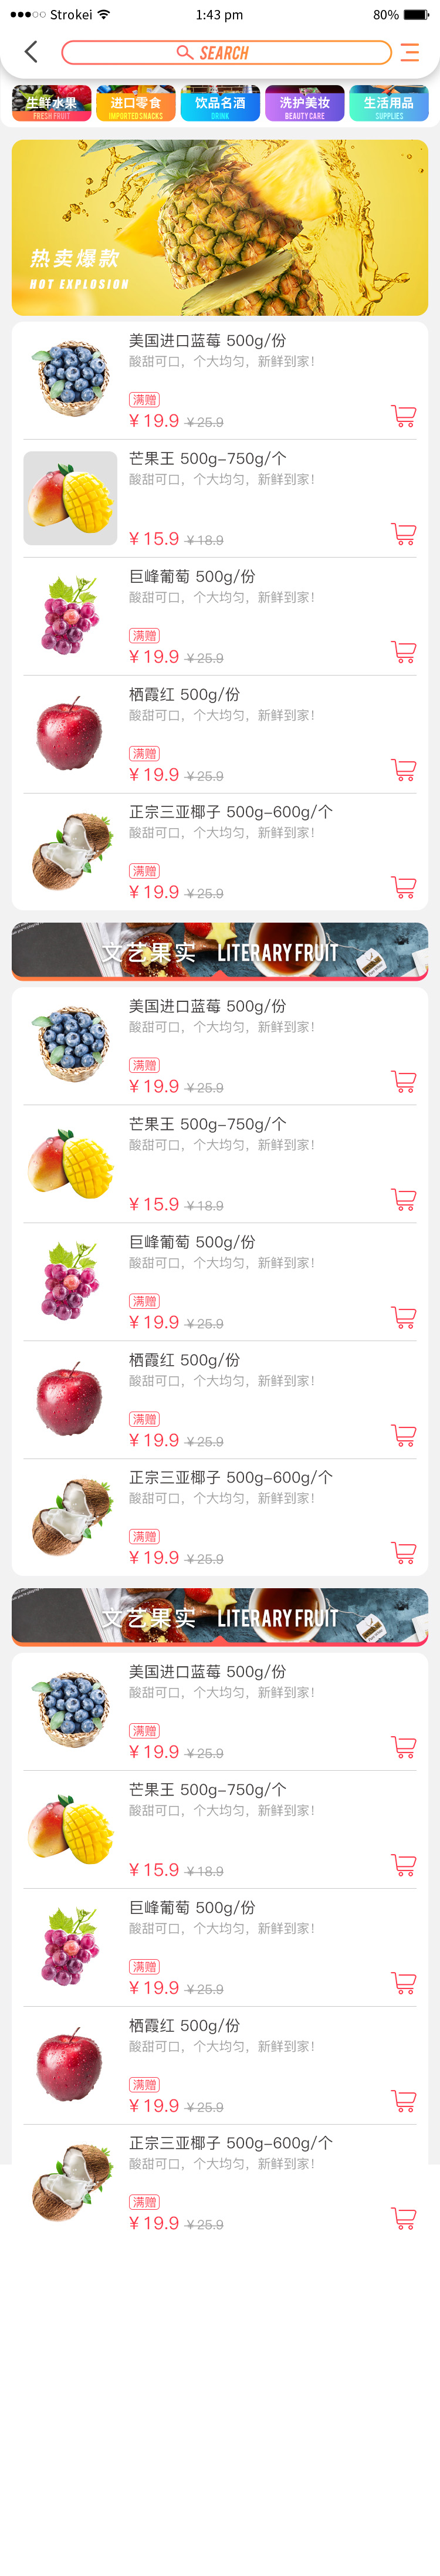 Strokei 1:43 pm 80%
SEARCH
生鲜水果 进口零食 饮品名酒 洗护美妆 生活用品
FRESH FRUIT IMPORTED SNACKS DRINK BEAUTY CARE SUPPLIES
热卖爆款
HOT EXPLOSION
美国进口蓝莓 500g/份
酸甜可口，个大均匀，新鲜到家！
满赠
¥19.9 ¥25.9
芒果王 500g-750g/个
酸甜可口，个大均匀，新鲜到家！
¥15.9 ¥18.9
巨峰葡萄 500g/份
酸甜可口，个大均匀，新鲜到家！
满赠
¥19.9 ¥25.9
栖霞红 500g/份
酸甜可口，个大均匀，新鲜到家！
满赠
¥19.9 ¥25.9
正宗三亚椰子 500g-600g/个
酸甜可口，个大均匀，新鲜到家！
满赠
¥19.9 ¥25.9
文艺果实 LITERARY FRUIT
美国进口蓝莓 500g/份
酸甜可口，个大均匀，新鲜到家！
满赠
¥19.9 ¥25.9
芒果王 500g-750g/个
酸甜可口，个大均匀，新鲜到家！
¥15.9 ¥18.9
巨峰葡萄 500g/份
酸甜可口，个大均匀，新鲜到家！
满赠
¥19.9 ¥25.9
栖霞红 500g/份
酸甜可口，个大均匀，新鲜到家！
满赠
¥19.9 ¥25.9
正宗三亚椰子 500g-600g/个
酸甜可口，个大均匀，新鲜到家！
满赠
¥19.9 ¥25.9
文艺果实 LITERARY FRUIT
美国进口蓝莓 500g/份
酸甜可口，个大均匀，新鲜到家！
满赠
¥19.9 ¥25.9
芒果王 500g-750g/个
酸甜可口，个大均匀，新鲜到家！
¥15.9 ¥18.9
巨峰葡萄 500g/份
酸甜可口，个大均匀，新鲜到家！
满赠
¥19.9 ¥25.9
栖霞红 500g/份
酸甜可口，个大均匀，新鲜到家！
满赠
¥19.9 ¥25.9
正宗三亚椰子 500g-600g/个
酸甜可口，个大均匀，新鲜到家！
满赠
¥19.9 ¥25.9